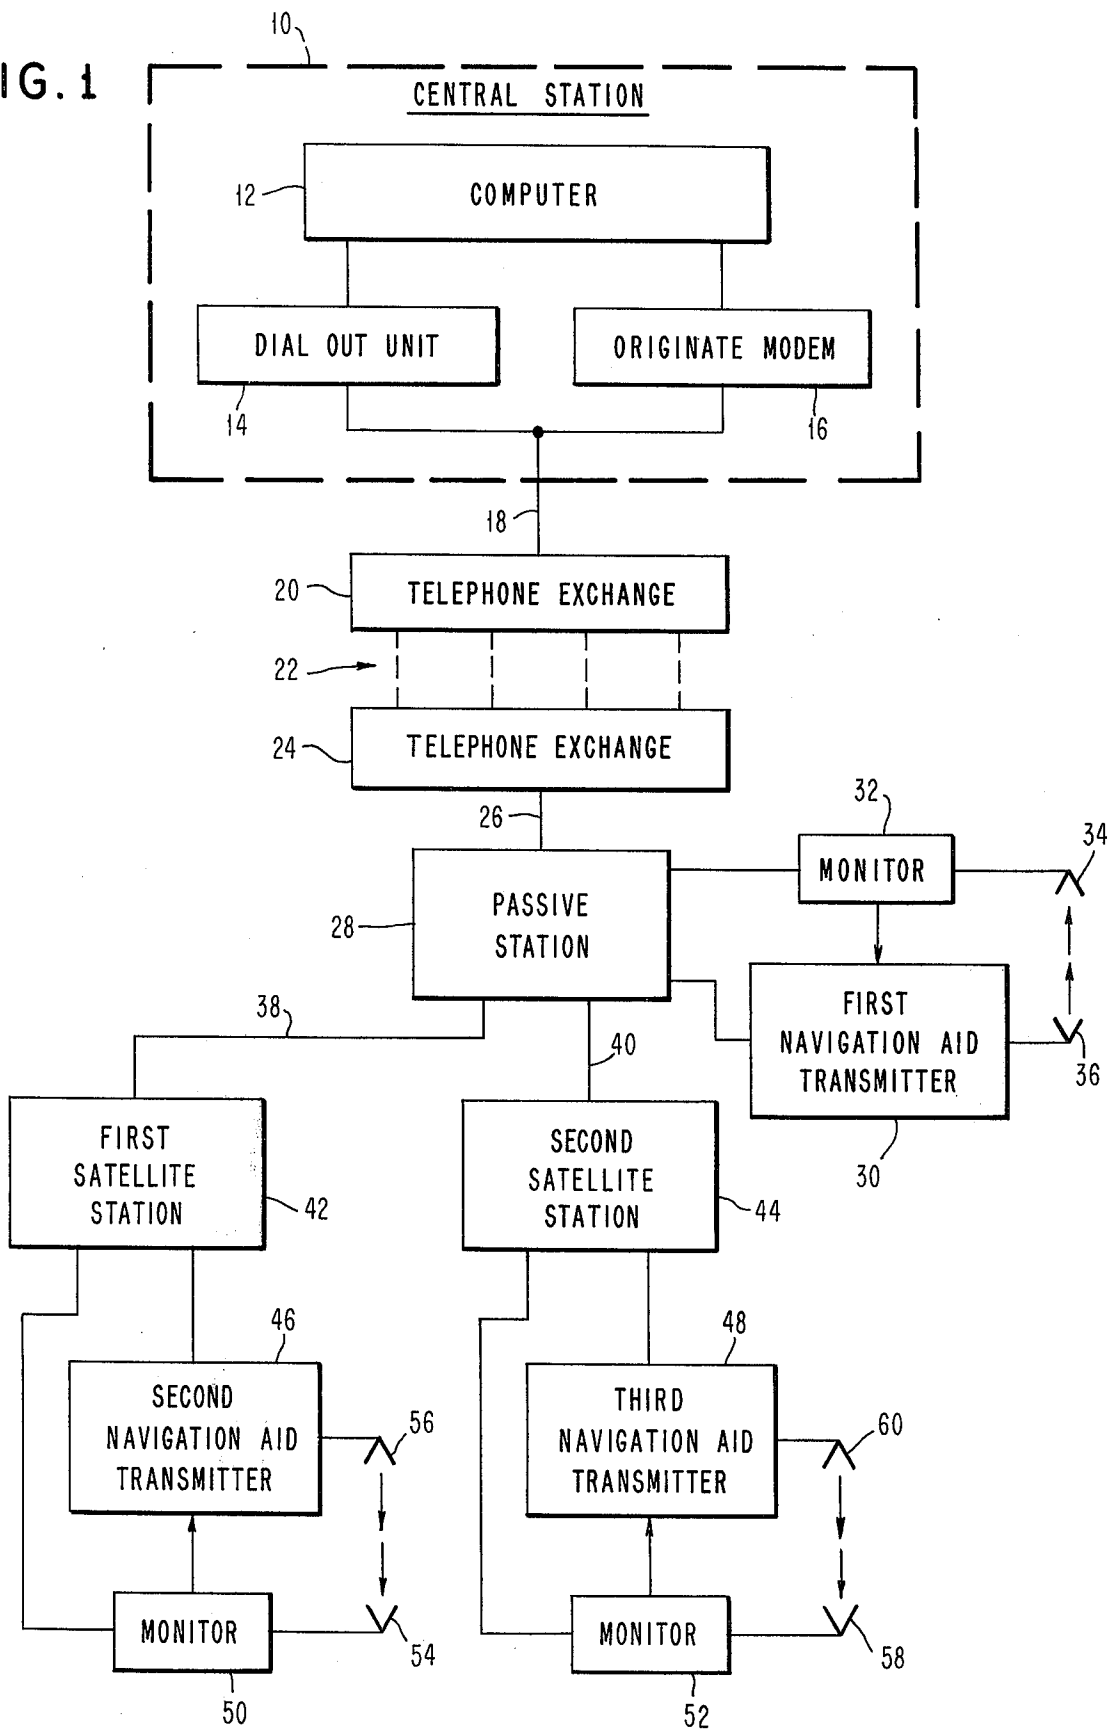 10
IG. 1
CENTRAL STATION
12
COMPUTER
DIAL OUT UNIT
ORIGINATE MODEM
14
16
18
20
TELEPHONE EXCHANGE
22
24
TELEPHONE EXCHANGE
26
32
34
MONITOR
28
PASSIVE
STATION
38
FIRST
NAVIGATION AID
TRANSMITTER
36
40
30
FIRST
SATELLITE
STATION
42
SECOND
SATELLITE
STATION
44
46
48
SECOND
NAVIGATION AID
TRANSMITTER
56
THIRD
NAVIGATION AID
TRANSMITTER
60
MONITOR
54
MONITOR
58
50
52